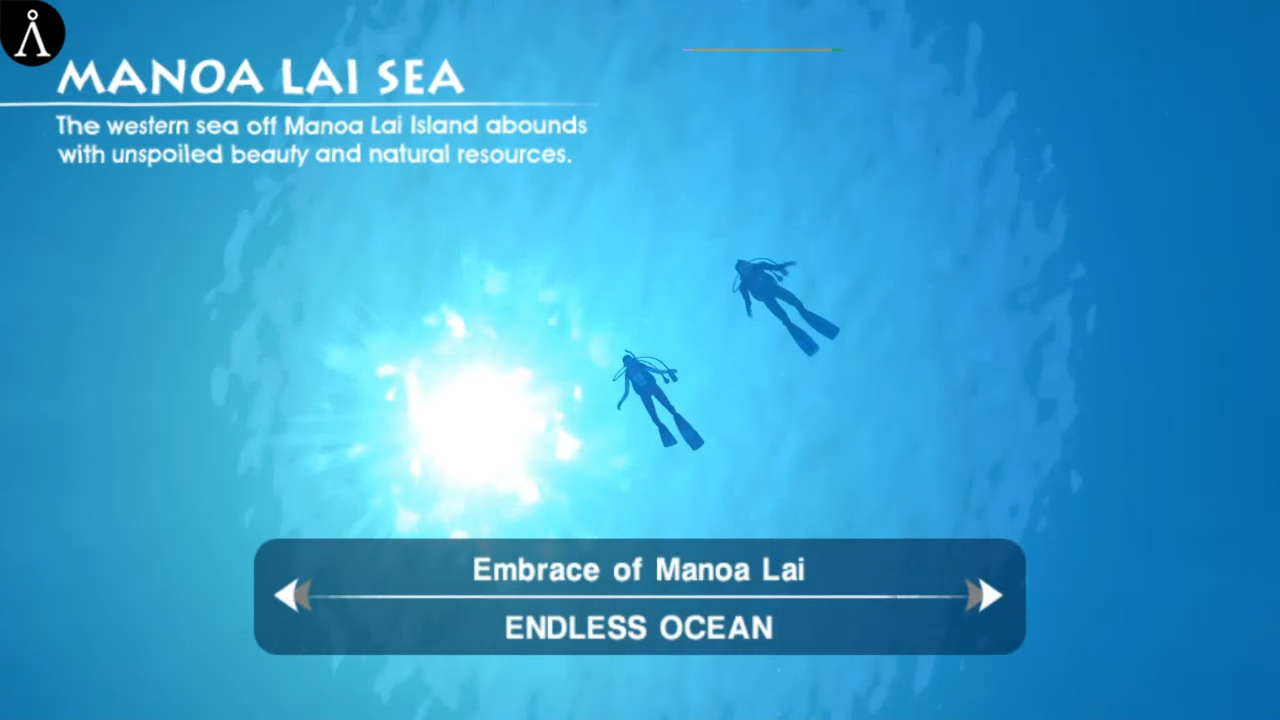 MANOA LAI SEA
The western sea off Manoa Lai Island abounds
with unspoiled beauty and natural resources.
Embrace of Manoa Lai
ENDLESS OCEAN